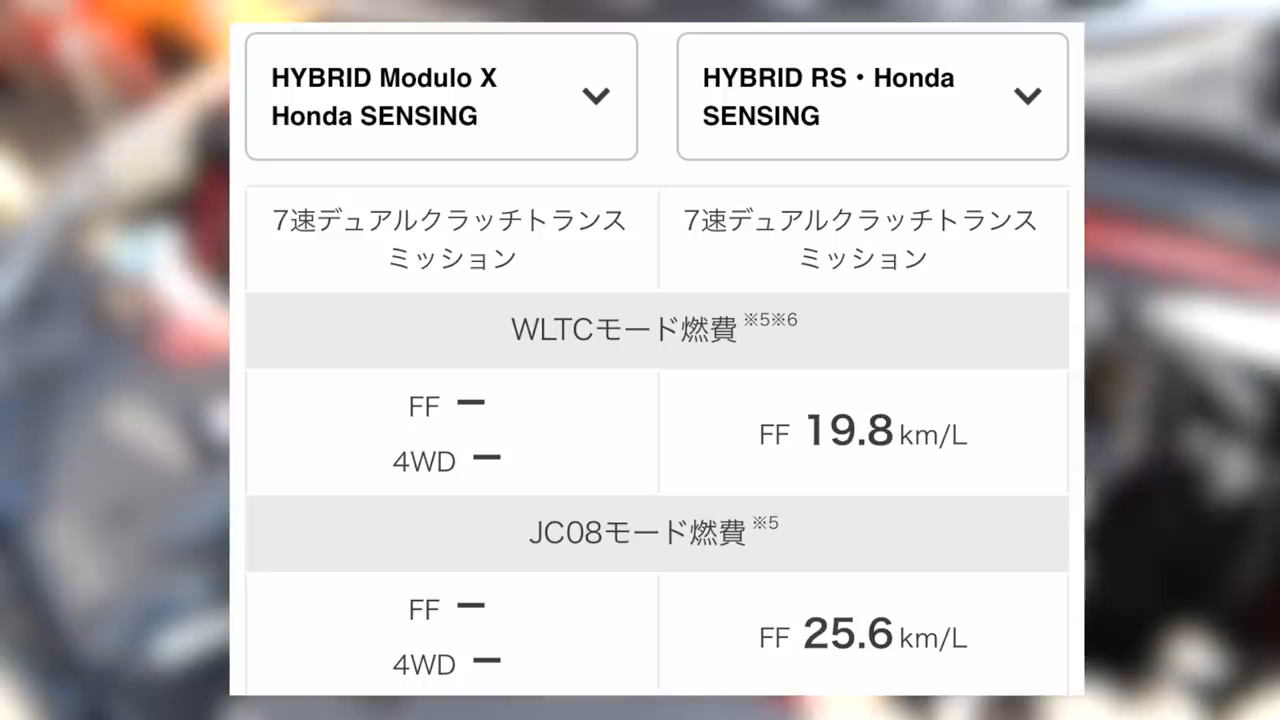 HYBRID Modulo X
Honda SENSING
HYBRID RS・Honda
SENSING
7速デュアルクラッチトランス
ミッション
7速デュアルクラッチトランス
ミッション
WLTCモード燃費 ※5※6
FF ー
4WD ー
FF 19.8 km/L
JC08モード燃費 ※5
FF ー
4WD ー
FF 25.6 km/L